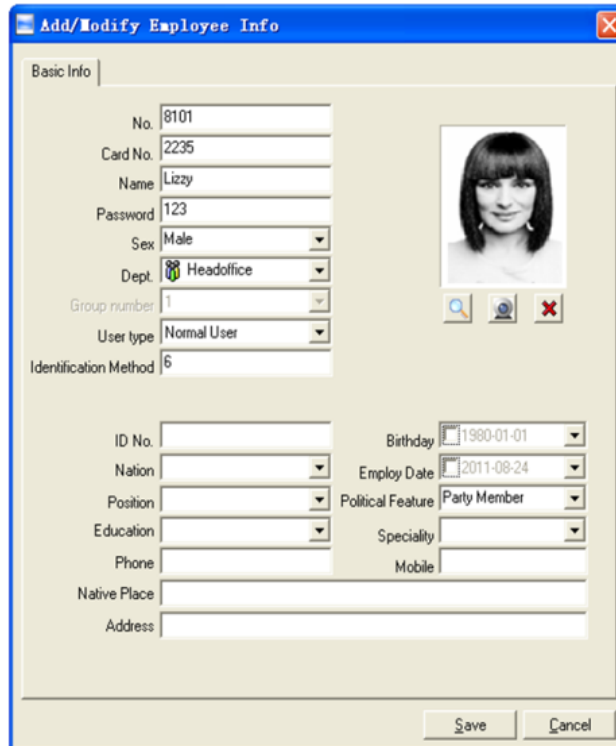 Add/Modify Employee Info
Basic Info
No. 8101
Card No. 2235
Name Lizzy
Password 123
Sex Male
Dept. Headoffice
Group number 1
User type Normal User
Identification Method 6
ID No. Birthday 1980-01-01
Nation Employ Date 2011-08-24
Position Political Feature Party Member
Education Speciality
Phone Mobile
Native Place
Address
Save Cancel